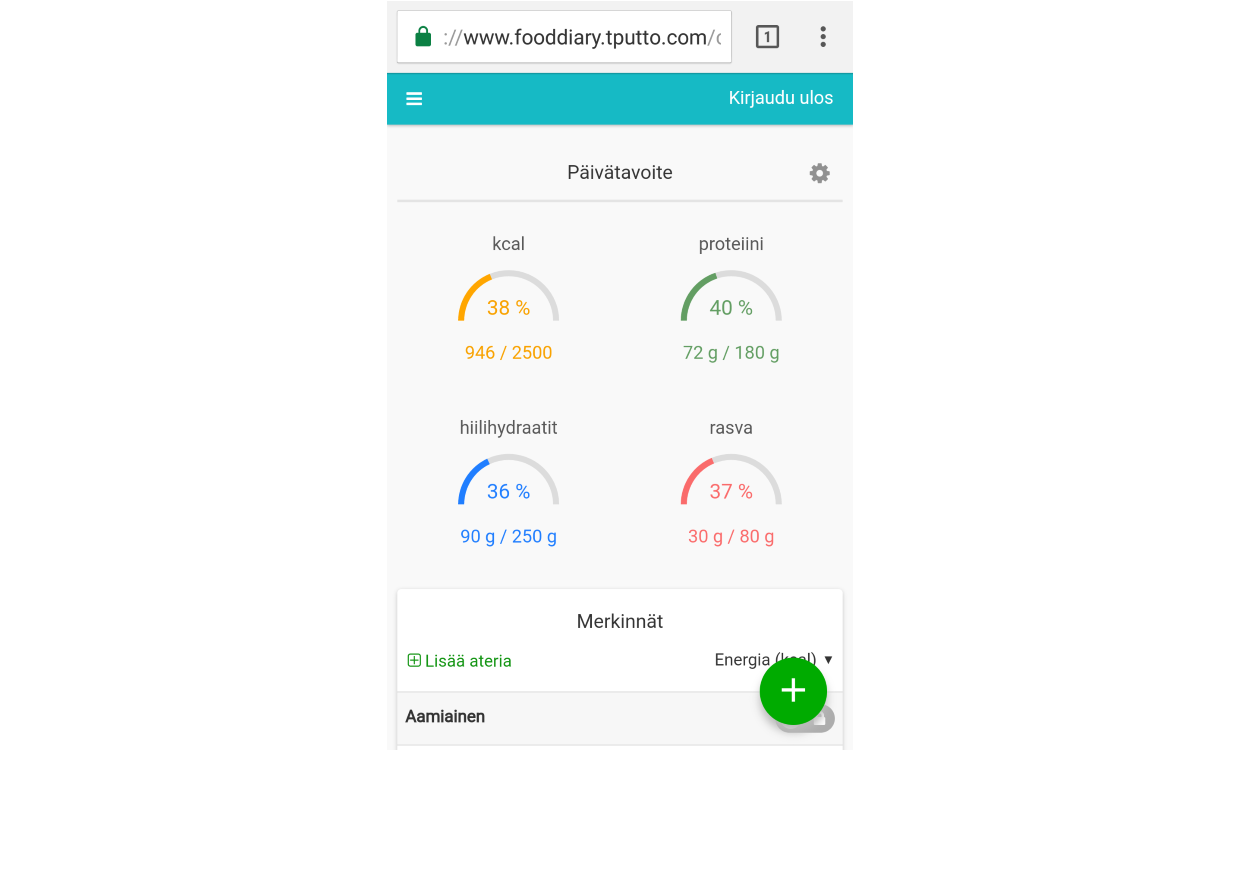 ://www.fooddiary.tputto.com/
1
Kirjaudu ulos
Päivätavoite
kcal
proteiini
38 %
40 %
946 / 2500
72 g / 180 g
hiilihydraatit
rasva
36 %
37 %
90 g / 250 g
30 g / 80 g
Merkinnät
Lisää ateria
Energia (kcal) ▼
Aamiainen